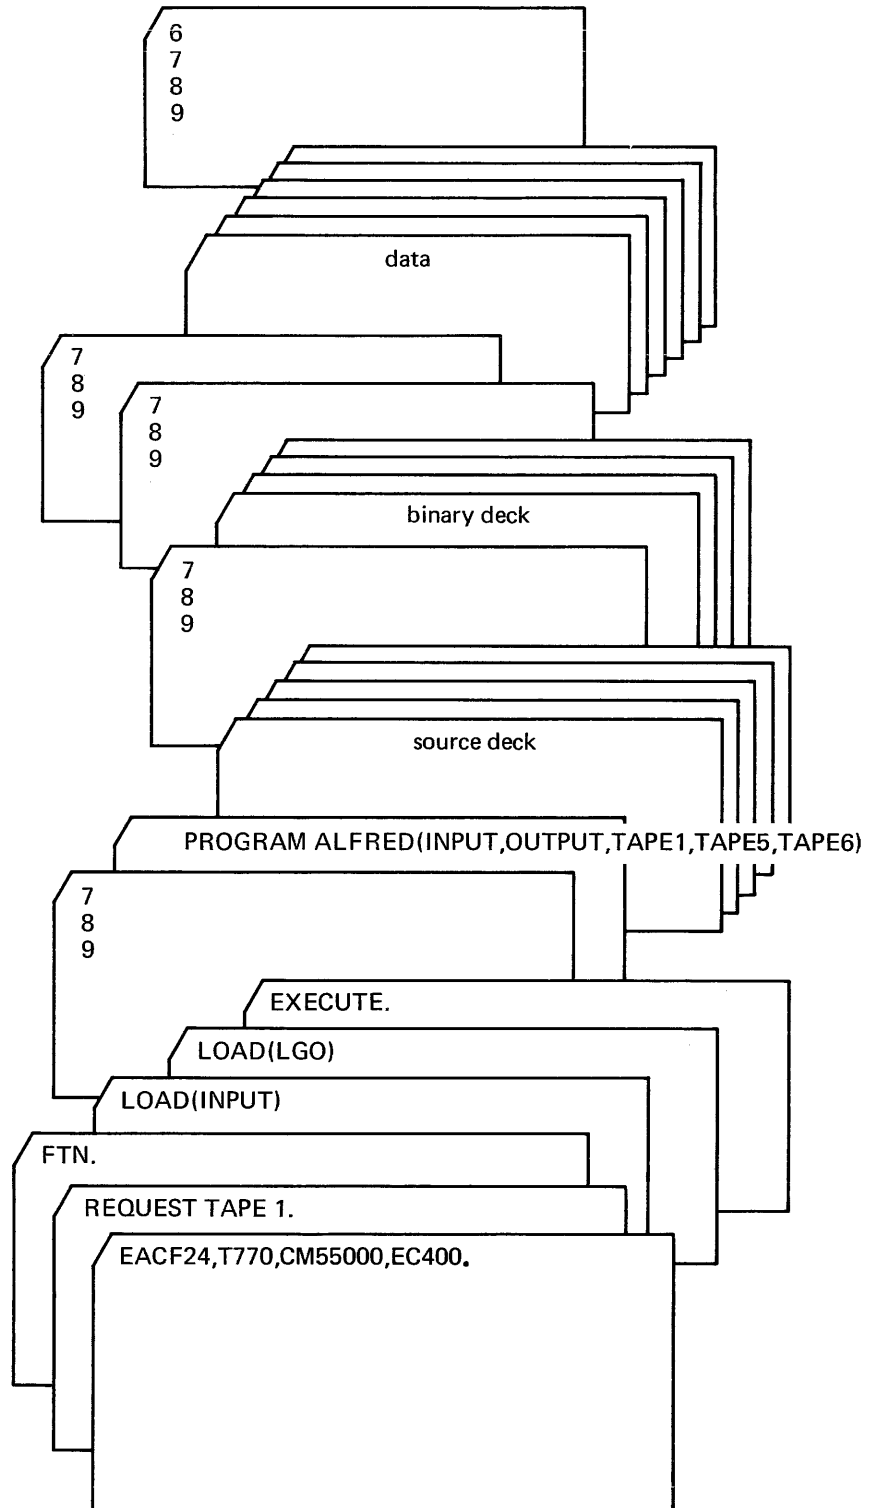 6
7
8
9
data
7
8
9
7
8
9
binary deck
7
8
9
source deck
PROGRAM ALFRED(INPUT,OUTPUT,TAPE1,TAPE5,TAPE6)
7
8
9
EXECUTE.
LOAD(LGO)
LOAD(INPUT)
FTN.
REQUEST TAPE 1.
EACF24,T770,CM55000,EC400.